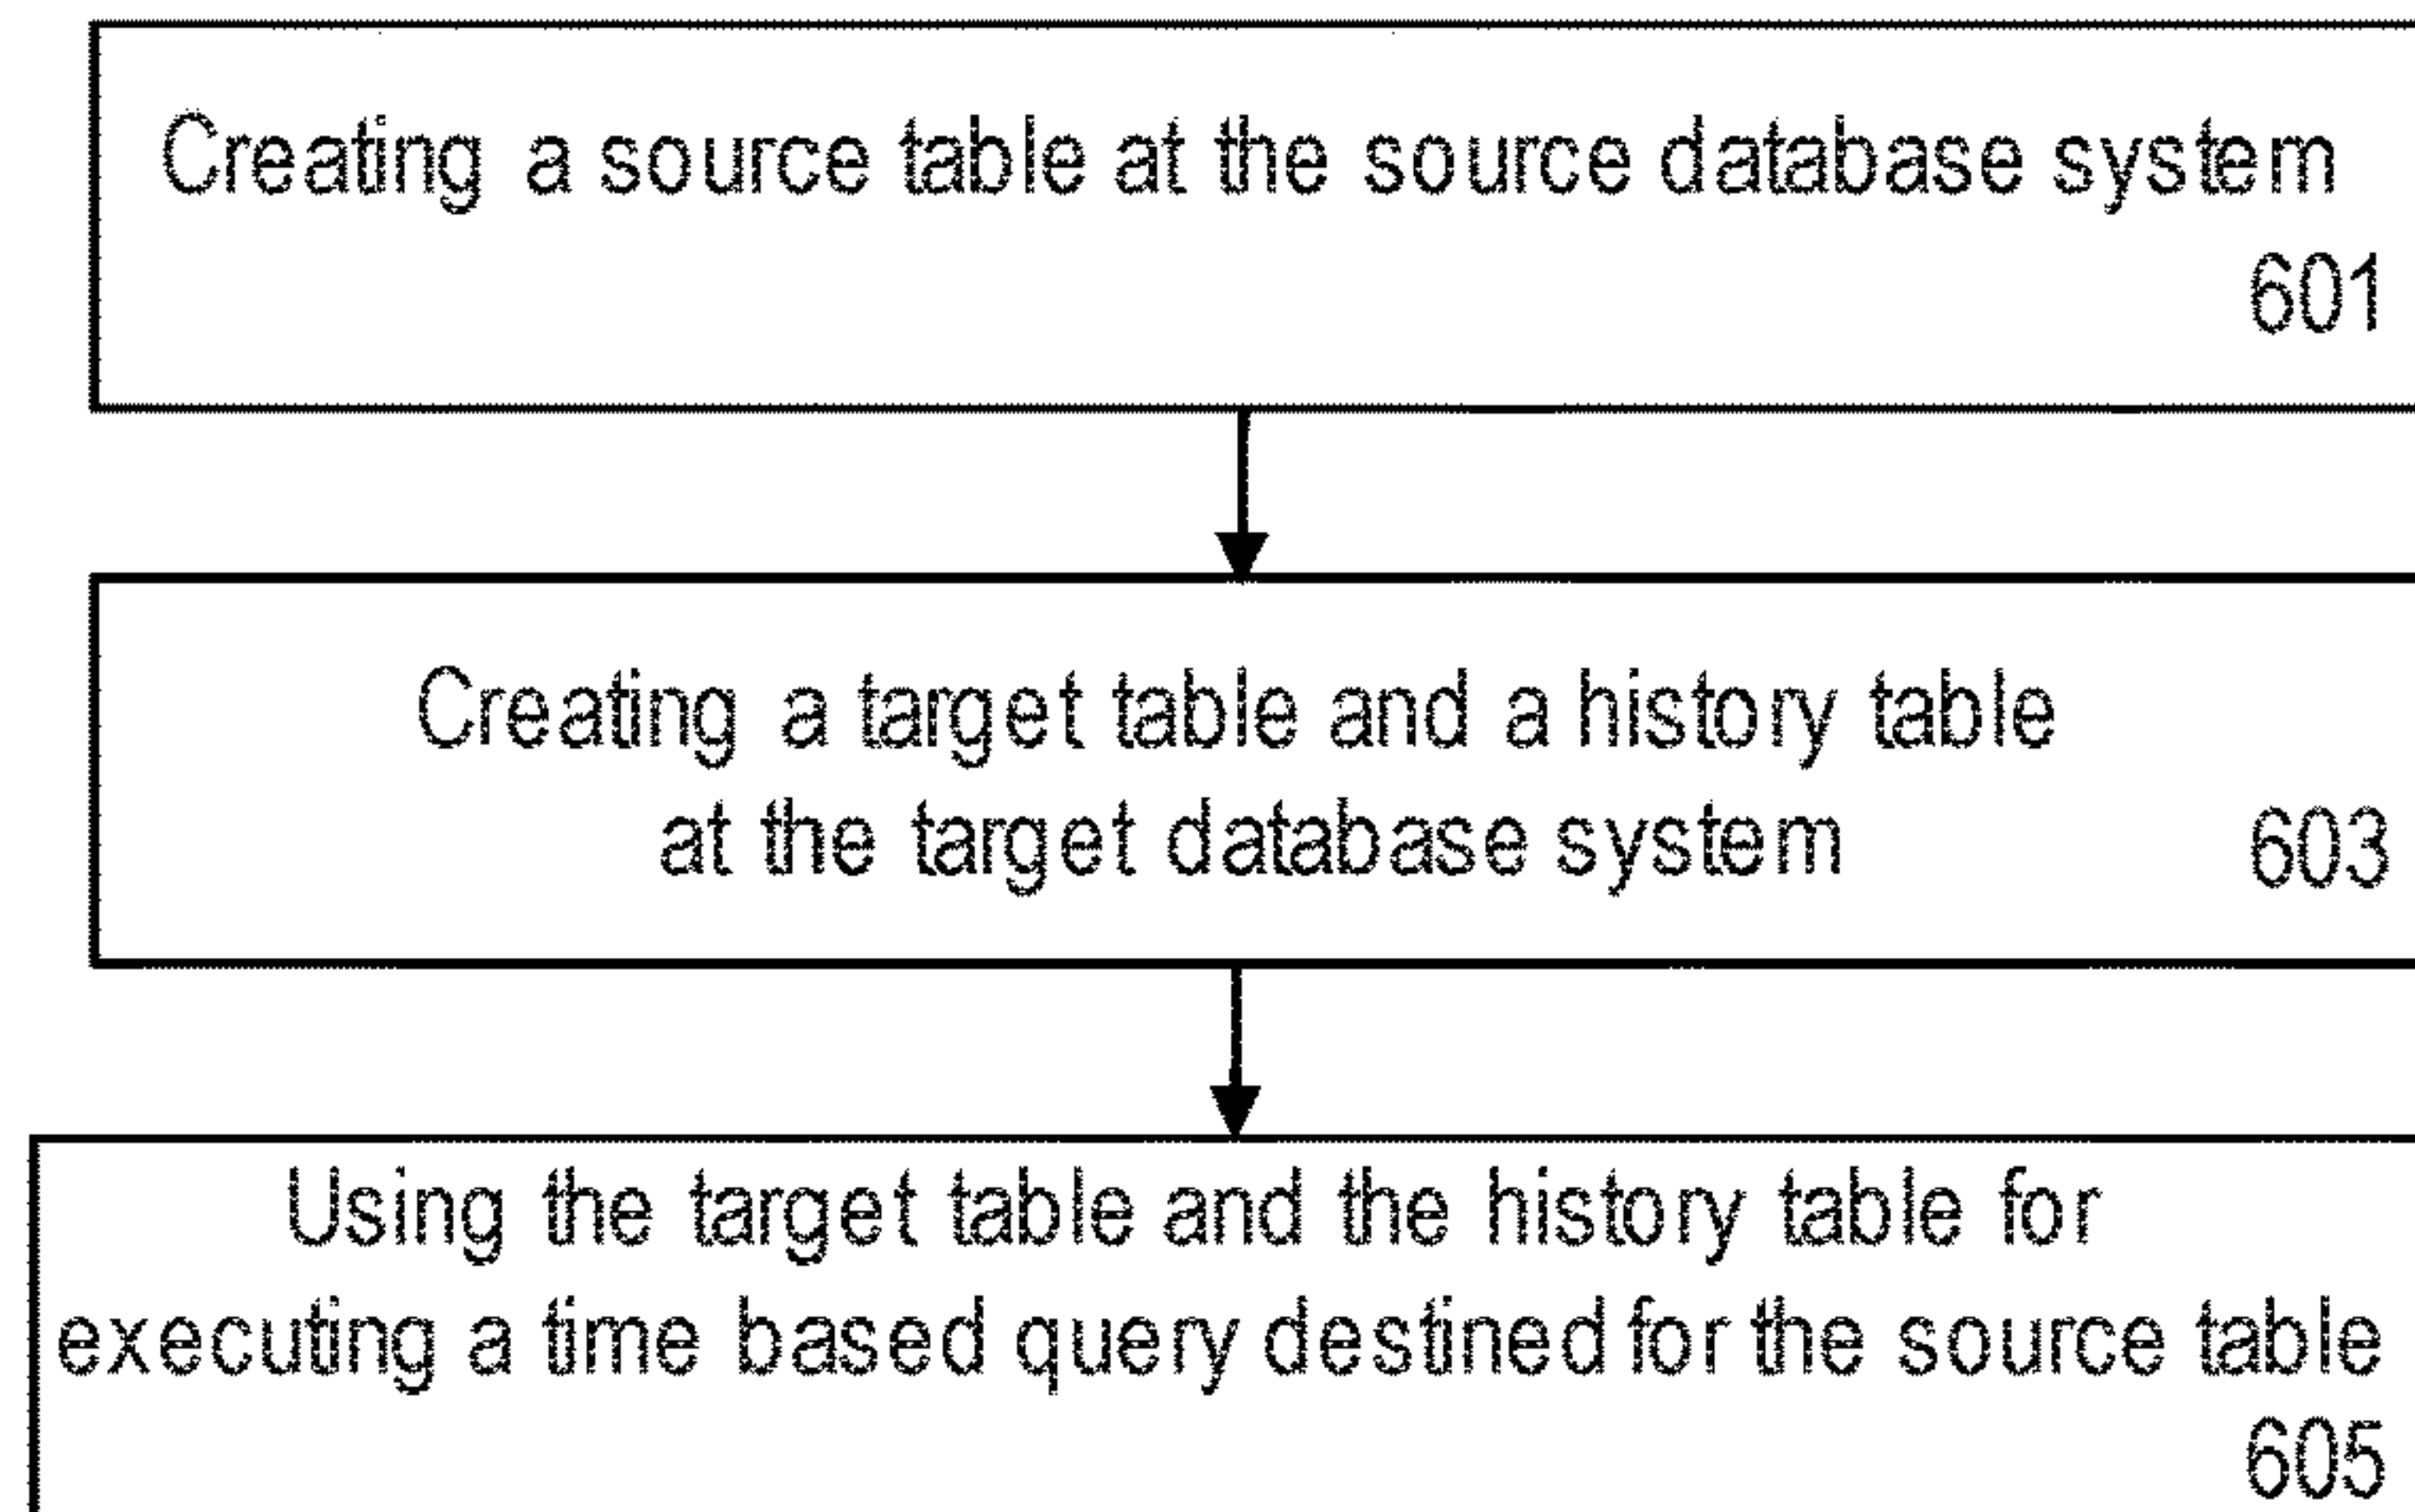 Creating a source table at the source database system
601
Creating a target table and a history table
at the target database system 603
Using the target table and the history table for
executing a time based query destined for the source table
605